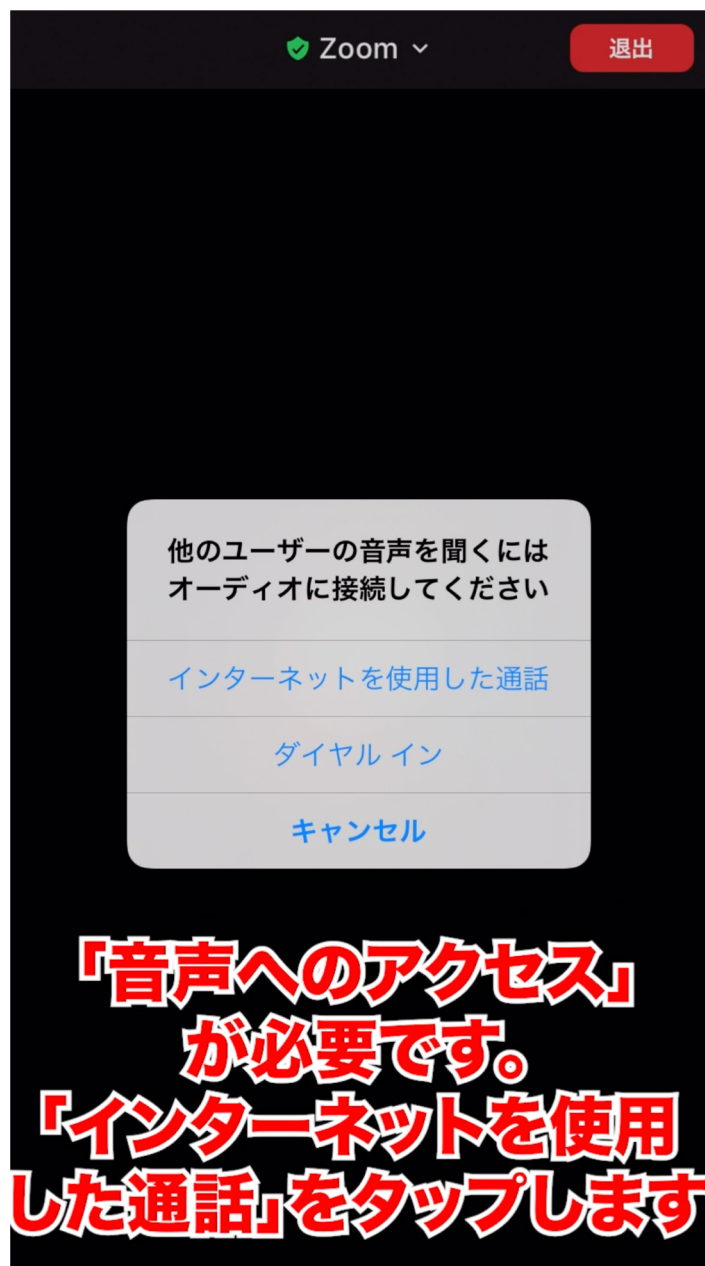 Zoom
退出
他のユーザーの音声を聞くには
オーディオに接続してください
インターネットを使用した通話
ダイヤル イン
キャンセル
「音声へのアクセス」
が必要です。
「インターネットを使用
した通話」をタップします